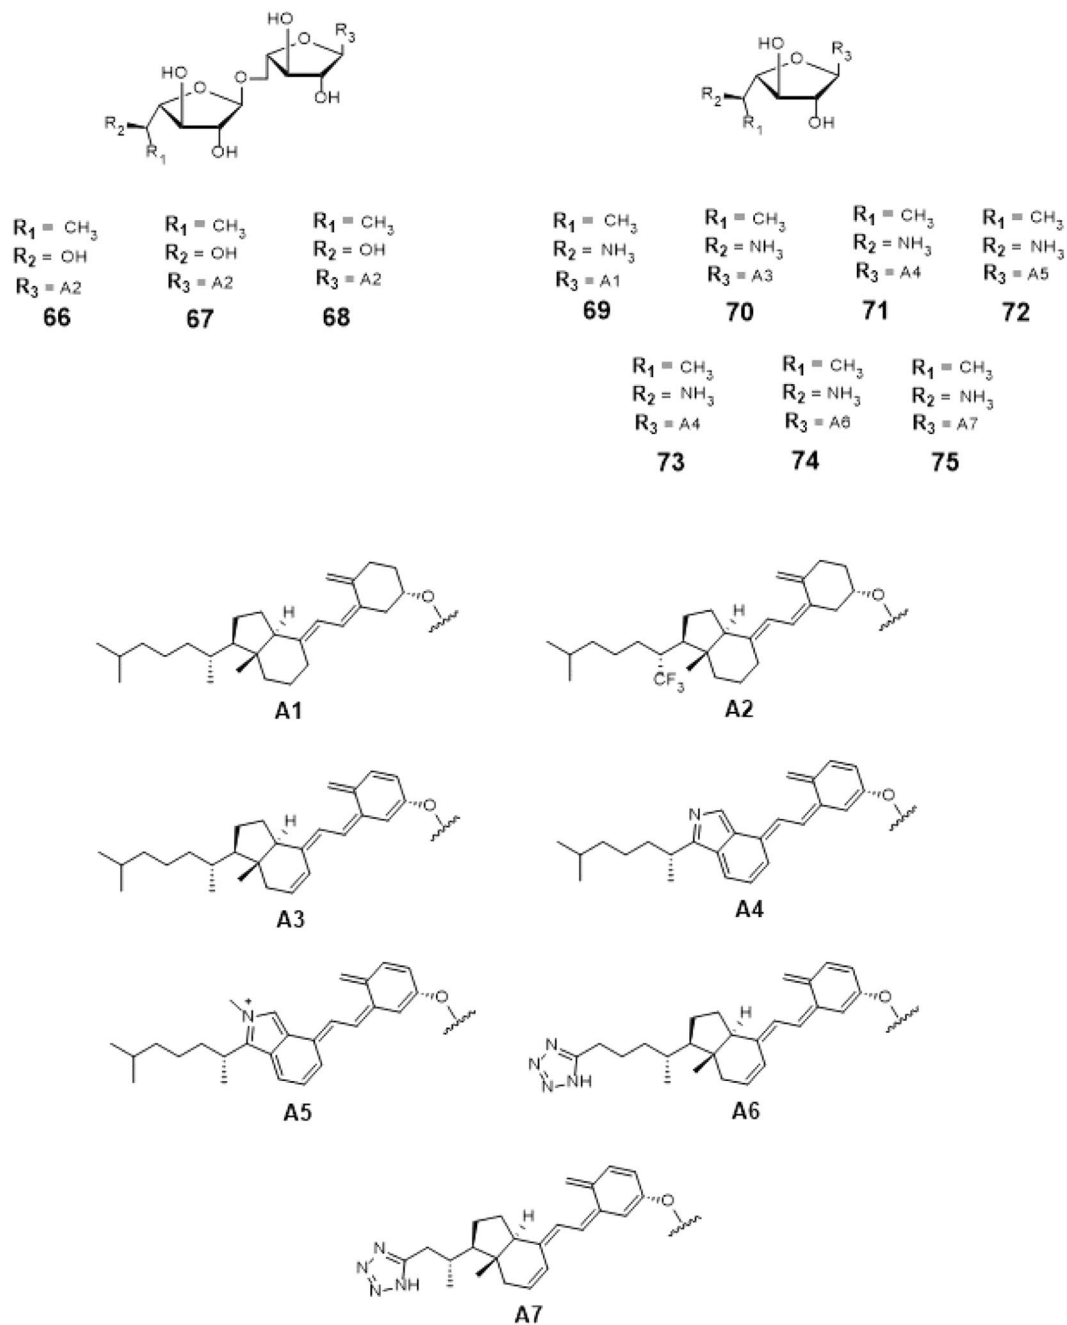 HO R3
O
HO O O OH
R2 R1 OH
HO R3
O
R2 R1 OH
R1 = CH3 R1 = CH3 R1 = CH3
R2 = OH R2 = OH R2 = OH
R3 = A2 R3 = A2 R3 = A2
66 67 68
R1 = CH3 R1 = CH3 R1 = CH3 R1 = CH3
R2 = NH3 R2 = NH3 R2 = NH3 R2 = NH3
R3 = A1 R3 = A3 R3 = A4 R3 = A5
69 70 71 72
R1 = CH3 R1 = CH3 R1 = CH3
R2 = NH3 R2 = NH3 R2 = NH3
R3 = A4 R3 = A6 R3 = A7
73 74 75
H O
A1
H O
CF3
A2
H O
A3
N O
A4
N+ O
A5
H O
N N N NH
A6
H O
N N N NH
A7